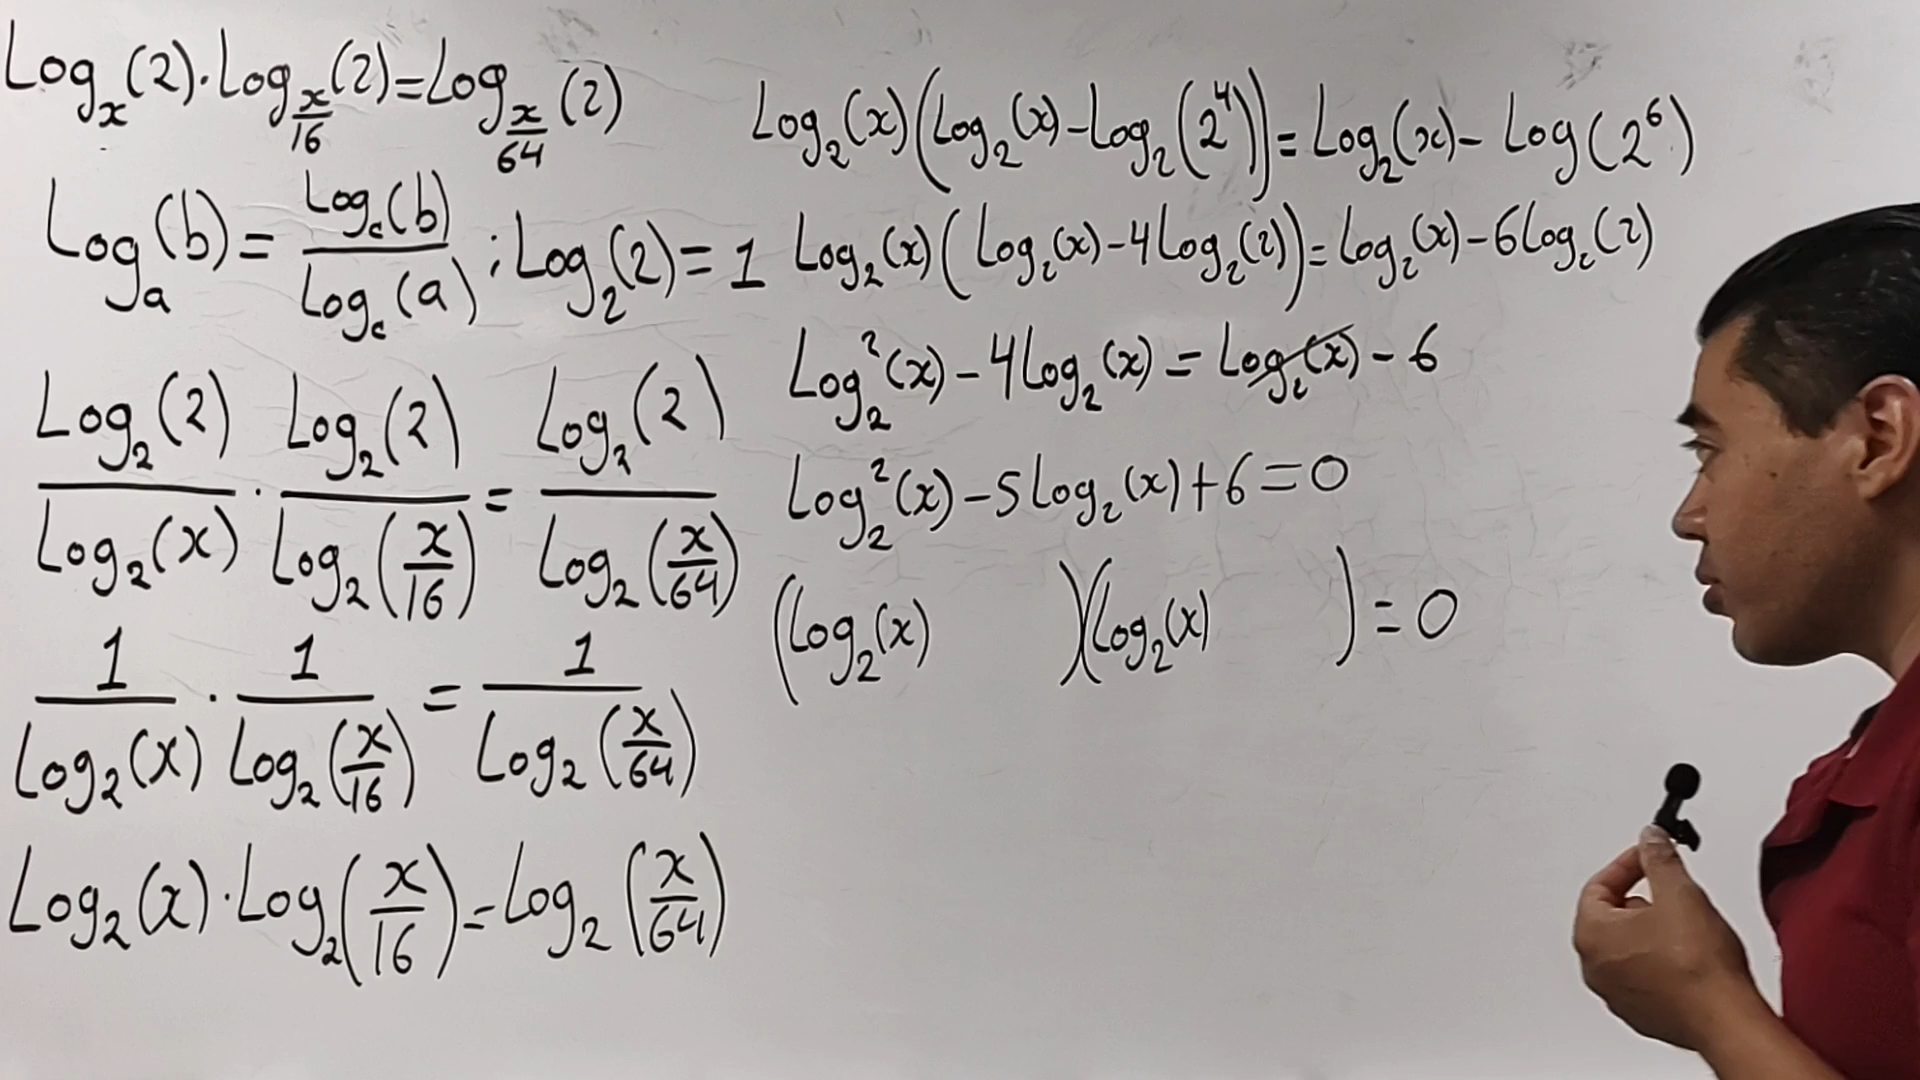 Log_x(2)·Log_{x/16}(2)=Log_{x/64}(2)
Log_a(b)=Log_c(b)/Log_c(a) ; Log_2(2)=1
Log_2(2)/Log_2(x) · Log_2(2)/Log_2(x/16) = Log_2(2)/Log_2(x/64)
1/Log_2(x) · 1/Log_2(x/16) = 1/Log_2(x/64)
Log_2(x)·Log_2(x/16)=Log_2(x/64)
Log_2(x)(Log_2(x)-Log_2(2^4))=Log_2(x)-Log(2^6)
Log_2(x)(Log_2(x)-4Log_2(2))=Log_2(x)-6Log_2(2)
Log_2^2(x)-4Log_2(x)=Log_2(x)-6
Log_2^2(x)-5Log_2(x)+6=0
(Log_2(x) )(Log_2(x) )=0